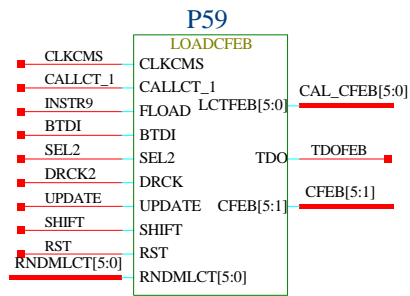 P59
LOADCFEB
CLKCMS CLKCMS
CALLCT_1 CALLCT_1
INSTR9 FLOAD LCTFEB[5:0] CAL_CFEB[5:0]
BTDI BTDI
SEL2 SEL2 TDO TDOFEB
DRCK2 DRCK
UPDATE UPDATE CFEB[5:1] CFEB[5:1]
SHIFT SHIFT
RST RST
RNDMLCT[5:0] RNDMLCT[5:0]